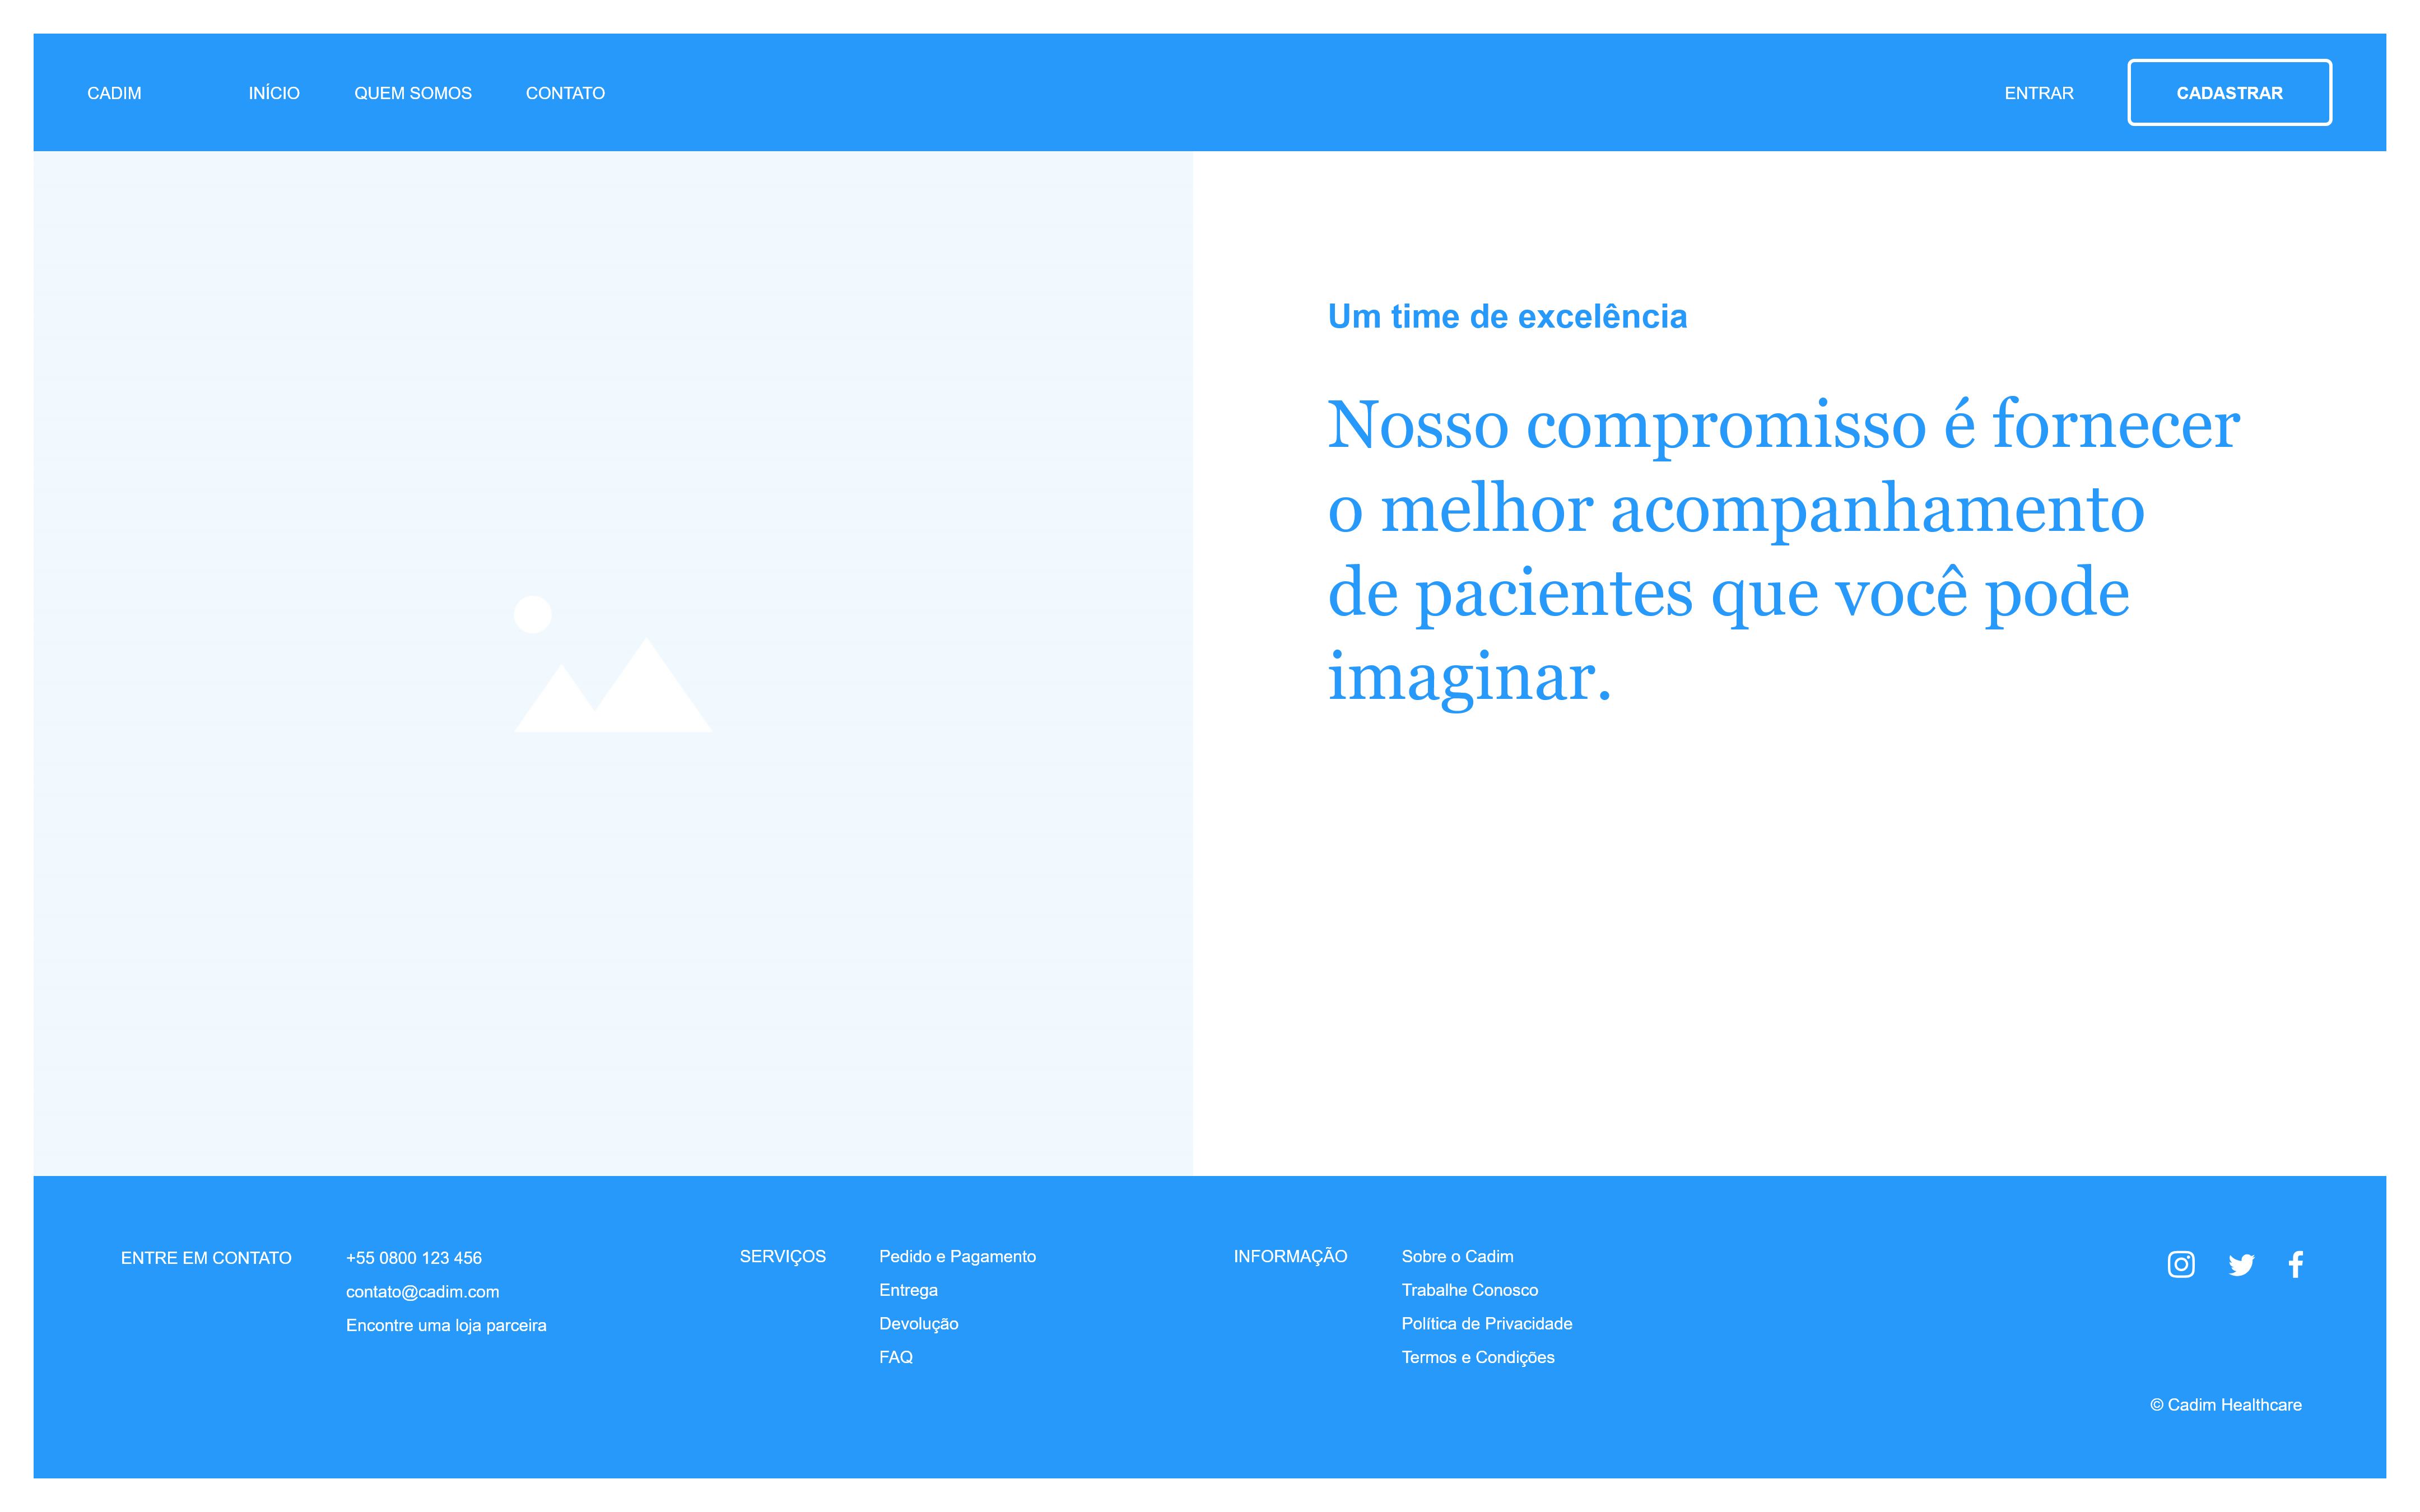 CADIM
INÍCIO
QUEM SOMOS
CONTATO
ENTRAR
CADASTRAR
Um time de excelência
Nosso compromisso é fornecer
o melhor acompanhamento
de pacientes que você pode
imaginar.
ENTRE EM CONTATO
+55 0800 123 456
contato@cadim.com
Encontre uma loja parceira
SERVIÇOS
Pedido e Pagamento
Entrega
Devolução
FAQ
INFORMAÇÃO
Sobre o Cadim
Trabalhe Conosco
Política de Privacidade
Termos e Condições
© Cadim Healthcare